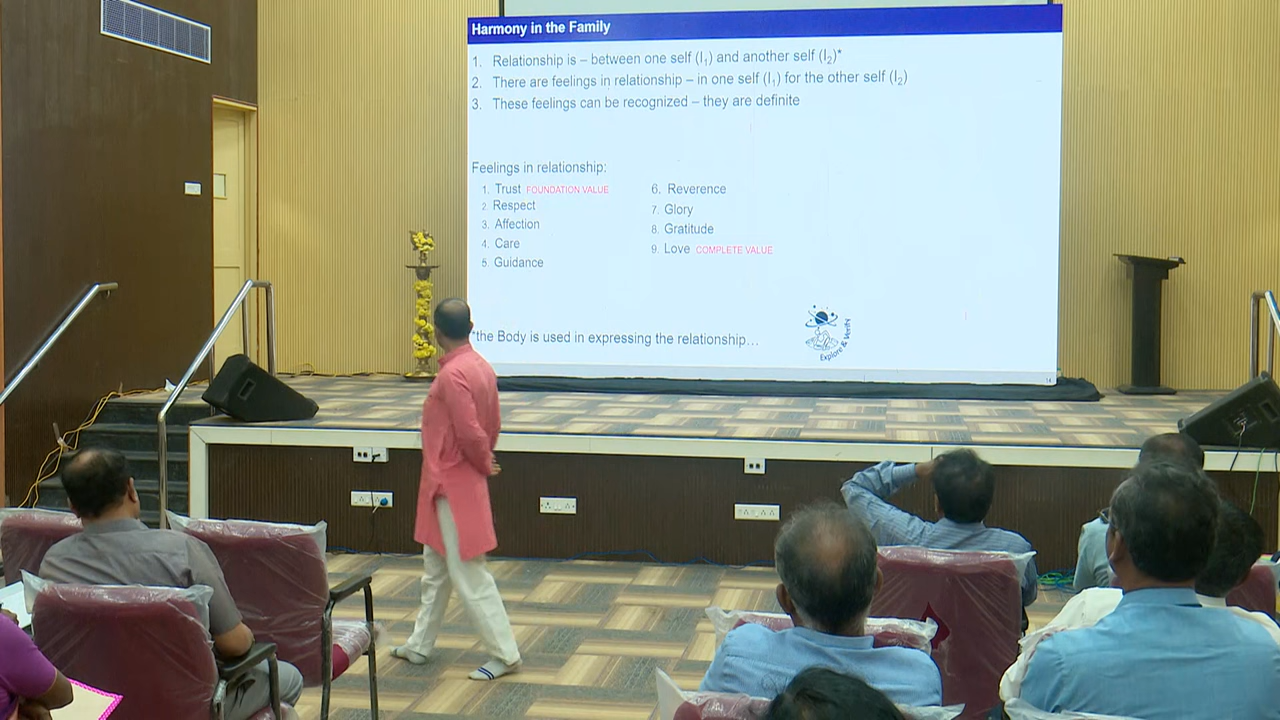 Harmony in the Family
1. Relationship is – between one self (I₁) and another self (I₂)*
2. There are feelings in relationship – in one self (I₁) for the other self (I₂)
3. These feelings can be recognized – they are definite
Feelings in relationship:
1. Trust FOUNDATION VALUE
2. Respect
3. Affection
4. Care
5. Guidance
6. Reverence
7. Glory
8. Gratitude
9. Love COMPLETE VALUE
*the Body is used in expressing the relationship…
Explore & Verify
14